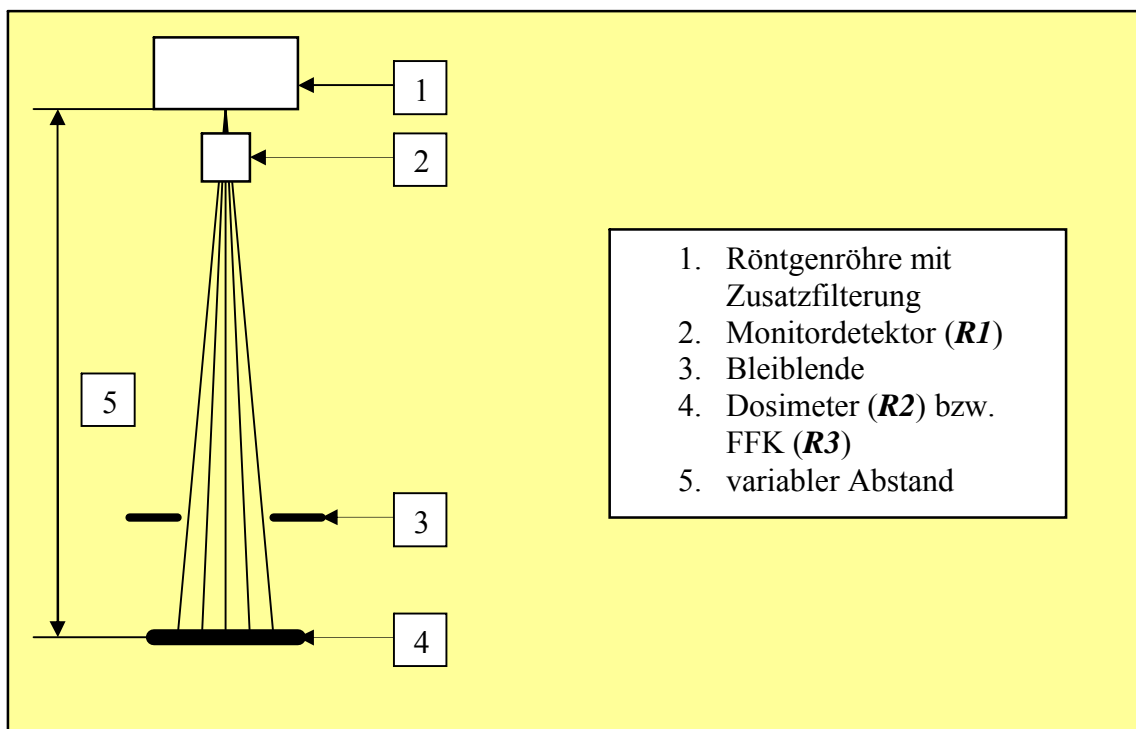 1
2
5
3
4
1. Röntgenröhre mit
Zusatzfilterung
2. Monitordetektor (R1)
3. Bleiblende
4. Dosimeter (R2) bzw.
FFK (R3)
5. variabler Abstand